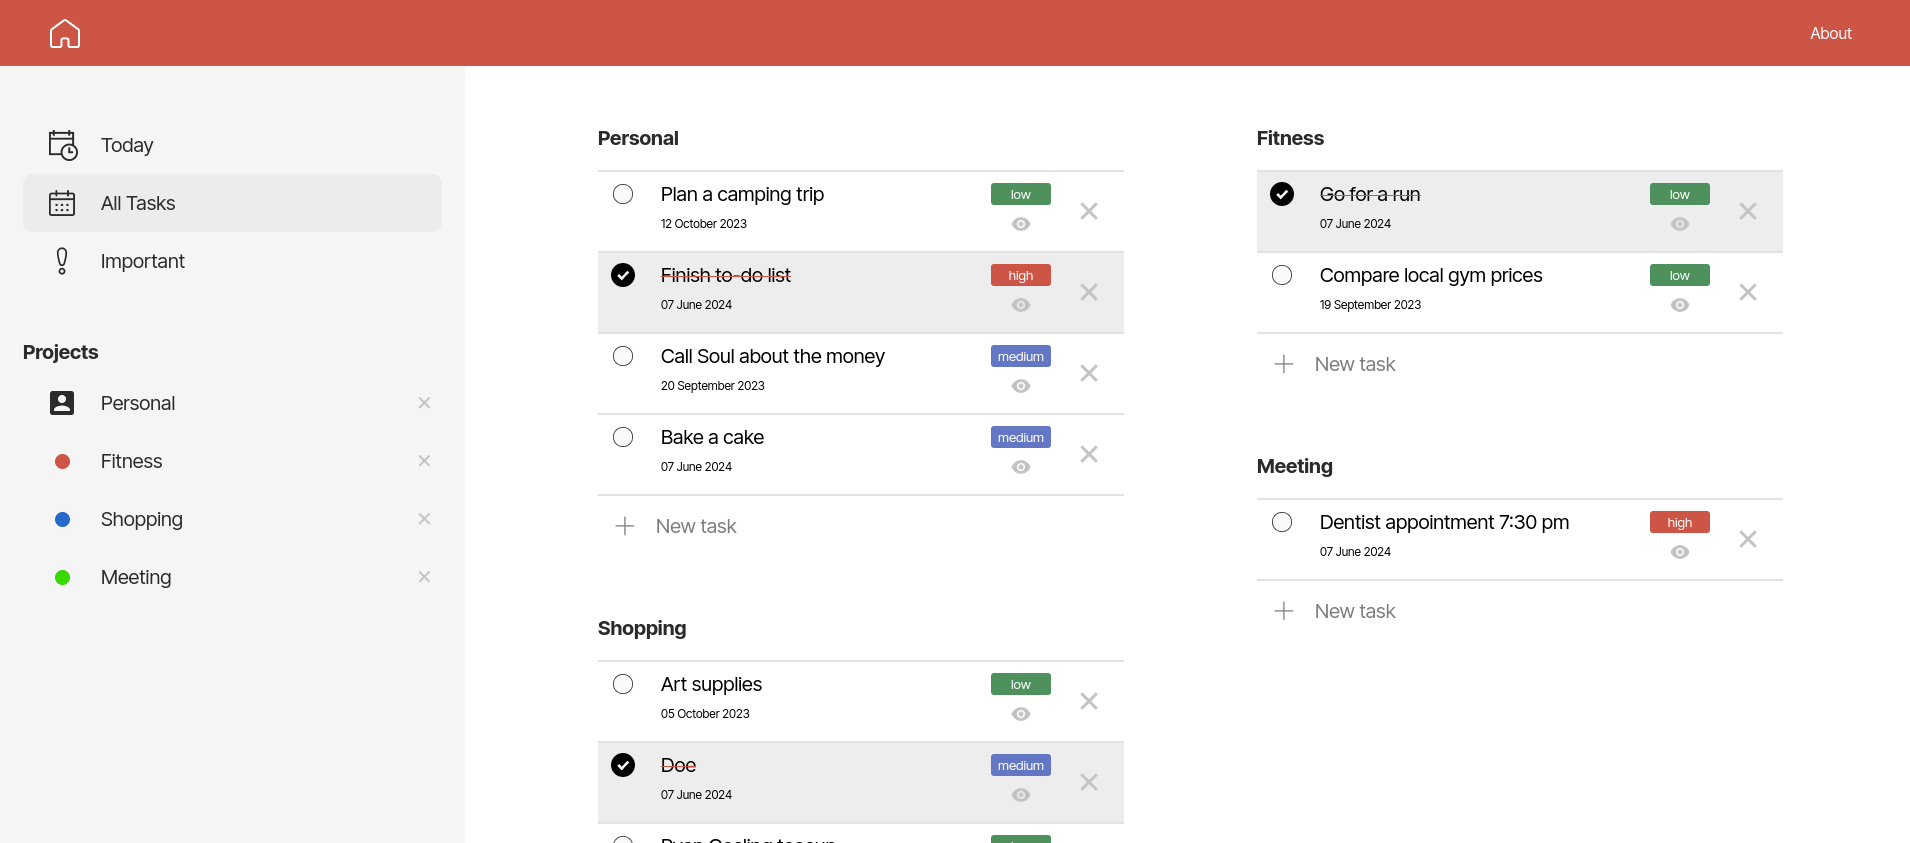 About
Today
All Tasks
Important
Projects
Personal
Fitness
Shopping
Meeting
Personal
Plan a camping trip
low
12 October 2023
Finish to-do list
high
07 June 2024
Call Soul about the money
medium
20 September 2023
Bake a cake
medium
07 June 2024
New task
Shopping
Art supplies
low
05 October 2023
Doe
medium
07 June 2024
Fitness
Go for a run
low
07 June 2024
Compare local gym prices
low
19 September 2023
New task
Meeting
Dentist appointment 7:30 pm
high
07 June 2024
New task